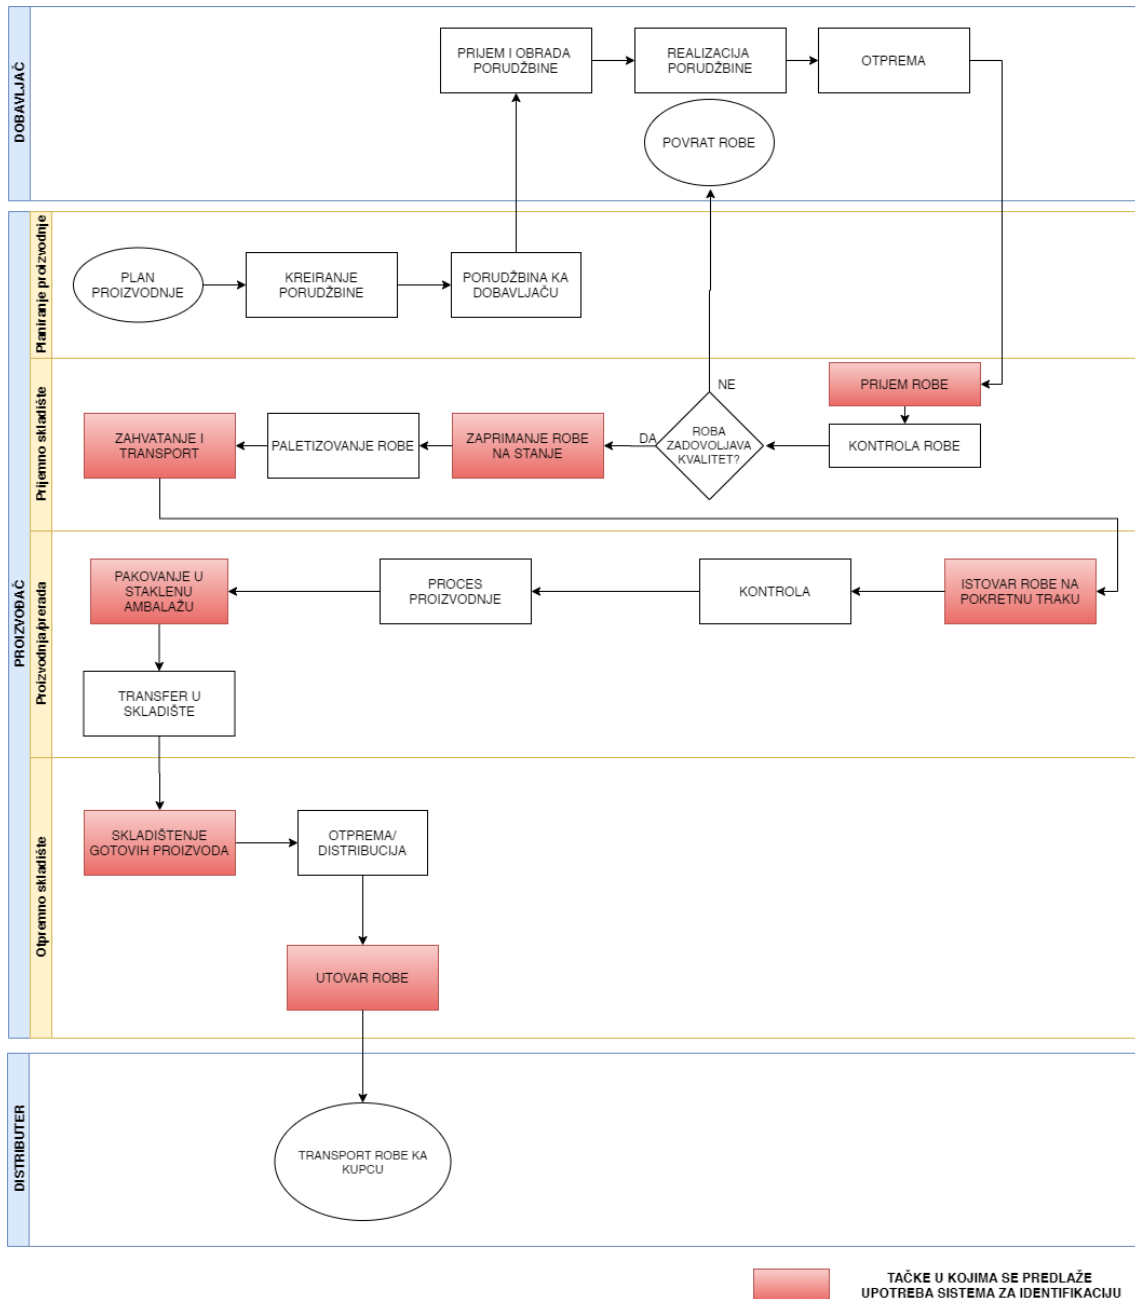 DOBAVLJAČ
PRIJEM I OBRADA
PORUDŽBINE
REALIZACIJA
PORUDŽBINE
OTPREMA
POVRAT ROBE
PROIZVOĐAČ
Planiranje proizvodnje
PLAN
PROIZVODNJE
KREIRANJE
PORUDŽBINE
PORUDŽBINA KA
DOBAVLJAČU
Prijemno skladište
NE
PRIJEM ROBE
KONTROLA ROBE
ROBA
ZADOVOLJAVA
KVALITET?
DA
ZAPRIMANJE ROBE
NA STANJE
PALETIZOVANJE ROBE
ZAHVATANJE I
TRANSPORT
Proizvodnja/prerada
ISTOVAR ROBE NA
POKRETNU TRAKU
KONTROLA
PROCES
PROIZVODNJE
PAKOVANJE U
STAKLENU
AMBALAŽU
TRANSFER U
SKLADIŠTE
Otpremno skladište
SKLADIŠTENJE
GOTOVIH PROIZVODA
OTPREMA/
DISTRIBUCIJA
UTOVAR ROBE
DISTRIBUTER
TRANSPORT ROBE KA
KUPCU
TAČKE U KOJIMA SE PREDLAŽE
UPOTREBA SISTEMA ZA IDENTIFIKACIJU